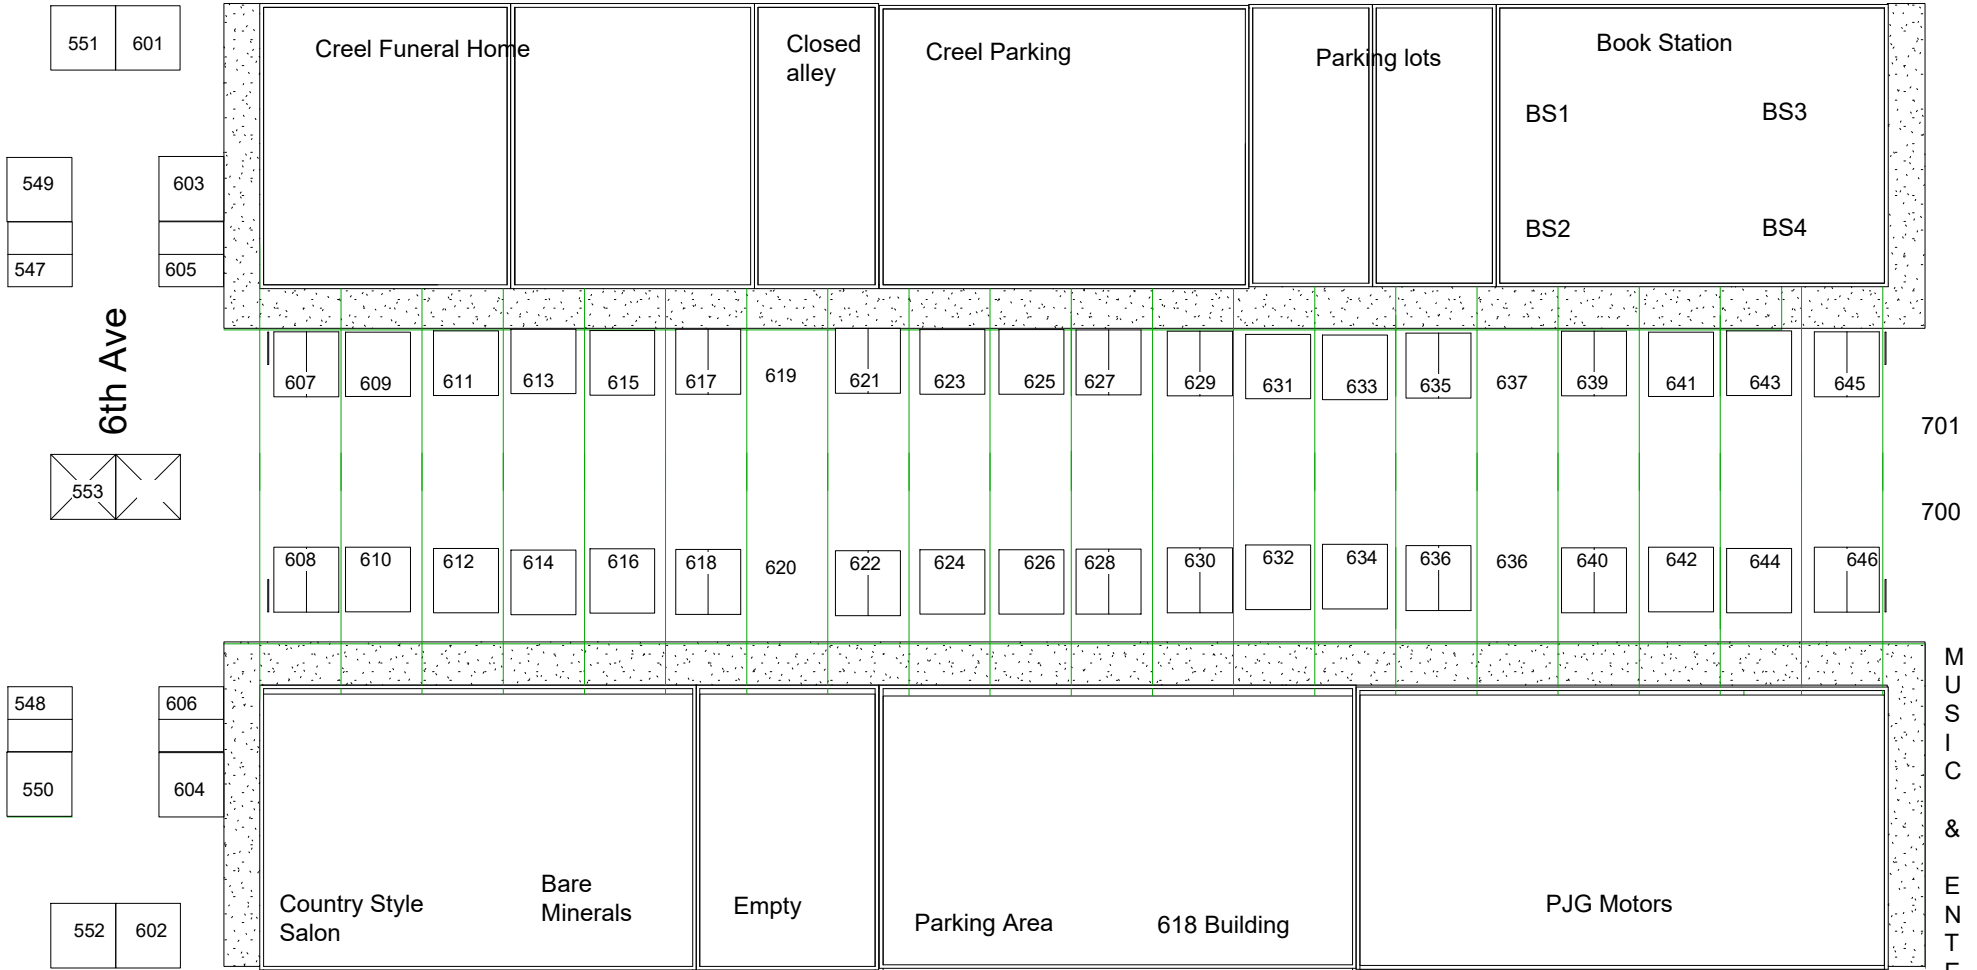 551 601
Creel Funeral Home
Closed
alley
Creel Parking
Parking lots
Book Station
BS1 BS3
549 603
BS2 BS4
547 605
6th Ave
607 609 611 613 615 617 619 621 623 625 627 629 631 633 635 637 639 641 643 645
701
553
700
608 610 612 614 616 618 620 622 624 626 628 630 632 634 636 636 640 642 644 646
548 606
550 604
552 602
Country Style
Salon
Bare
Minerals
Empty
Parking Area
618 Building
PJG Motors
M
U
S
I
C
&
E
N
T